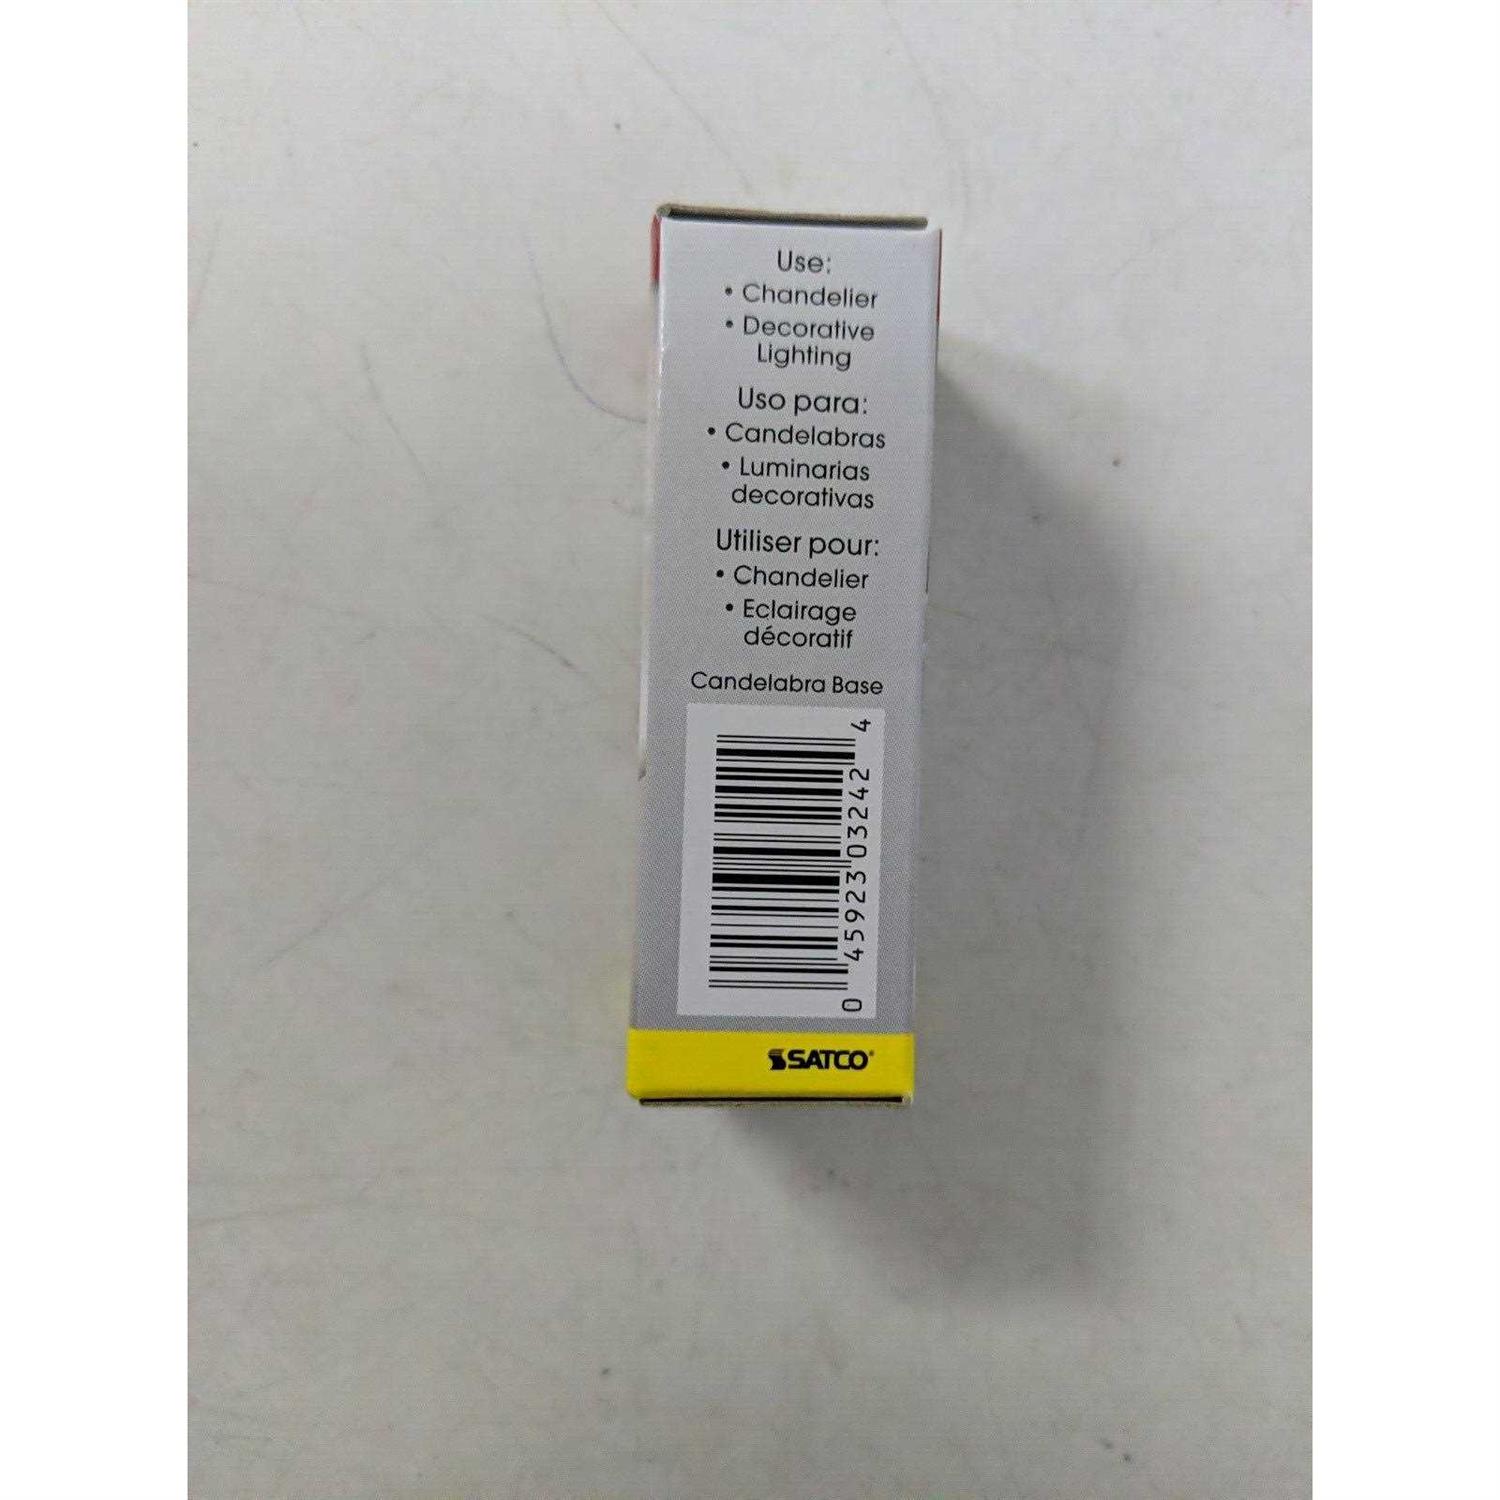 Use:
• Chandelier
• Decorative
Lighting
Uso para:
• Candelabras
• Luminarias
decorativas
Utiliser pour:
• Chandelier
• Eclairage
décoratif
Candelabra Base
0 45923 03242 4
SATCO®